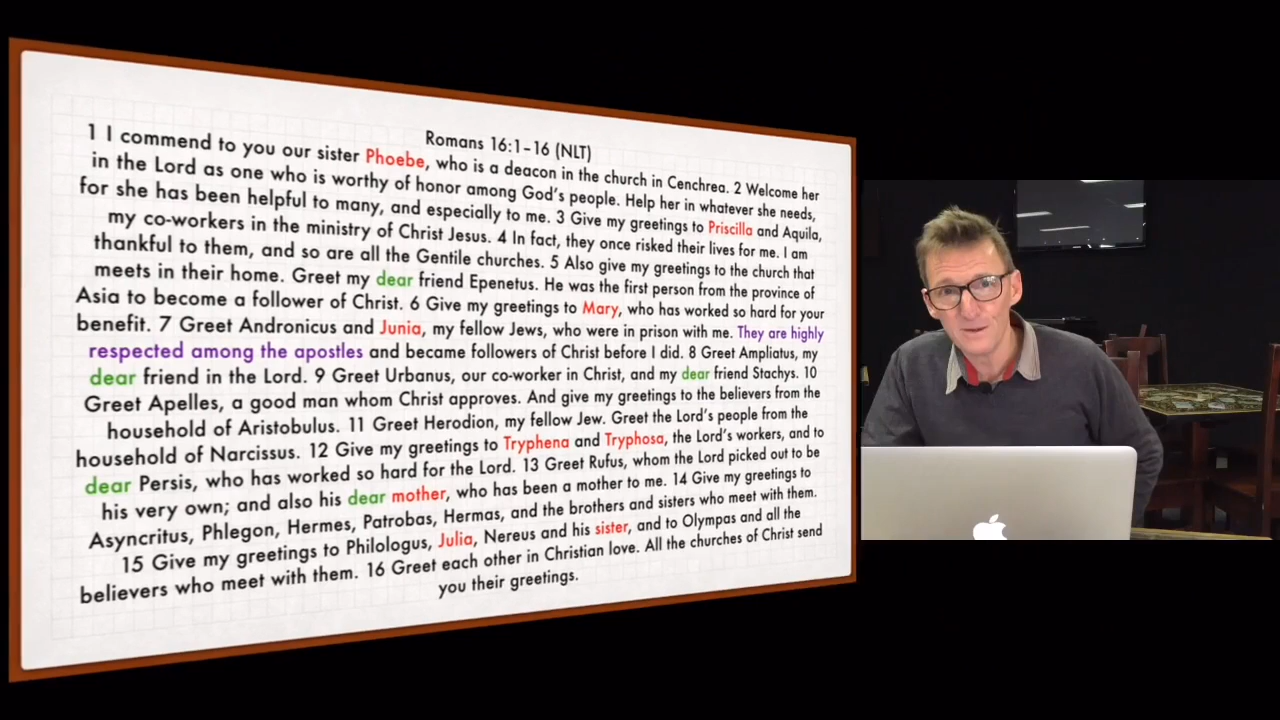 Romans 16:1–16 (NLT)
1 I commend to you our sister Phoebe, who is a deacon in the church in Cenchrea. 2 Welcome her
in the Lord as one who is worthy of honor among God's people. Help her in whatever she needs,
for she has been helpful to many, and especially to me. 3 Give my greetings to Priscilla and Aquila,
my co-workers in the ministry of Christ Jesus. 4 In fact, they once risked their lives for me. I am
thankful to them, and so are all the Gentile churches. 5 Also give my greetings to the church that
meets in their home. Greet my dear friend Epenetus. He was the first person from the province of
Asia to become a follower of Christ. 6 Give my greetings to Mary, who has worked so hard for your
benefit. 7 Greet Andronicus and Junia, my fellow Jews, who were in prison with me. They are highly
respected among the apostles and became followers of Christ before I did. 8 Greet Ampliatus, my
dear friend in the Lord. 9 Greet Urbanus, our co-worker in Christ, and my dear friend Stachys. 10
Greet Apelles, a good man whom Christ approves. And give my greetings to the believers from the
household of Aristobulus. 11 Greet Herodion, my fellow Jew. Greet the Lord's people from the
household of Narcissus. 12 Give my greetings to Tryphena and Tryphosa, the Lord's workers, and to
dear Persis, who has worked so hard for the Lord. 13 Greet Rufus, whom the Lord picked out to be
his very own; and also his dear mother, who has been a mother to me. 14 Give my greetings to
Asyncritus, Phlegon, Hermes, Patrobas, Hermas, and the brothers and sisters who meet with them.
15 Give my greetings to Philologus, Julia, Nereus and his sister, and to Olympas and all the
believers who meet with them. 16 Greet each other in Christian love. All the churches of Christ send
you their greetings.